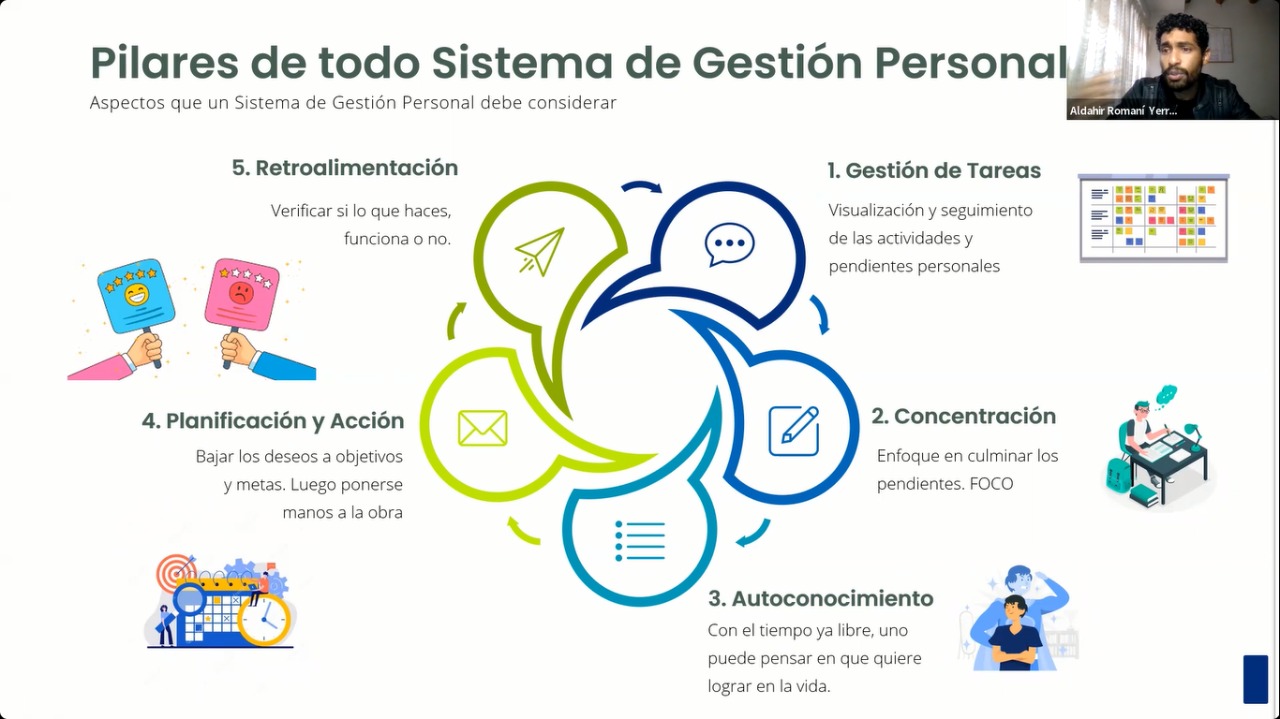 Pilares de todo Sistema de Gestión Personal
Aspectos que un Sistema de Gestión Personal debe considerar
Aldahir Romaní Yerr...
1. Gestión de Tareas
Visualización y seguimiento
de las actividades y
pendientes personales
2. Concentración
Enfoque en culminar los
pendientes. FOCO
3. Autoconocimiento
Con el tiempo ya libre, uno
puede pensar en que quiere
lograr en la vida.
4. Planificación y Acción
Bajar los deseos a objetivos
y metas. Luego ponerse
manos a la obra
5. Retroalimentación
Verificar si lo que haces,
funciona o no.